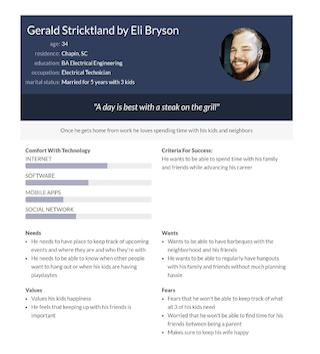 Gerald Stricktland by Eli Bryson
age: 34
residence: Chapin, SC
education: BA Electrical Engineering
occupation: Electrical Technician
marital status: Married for 5 years with 3 kids
"A day is best with a steak on the grill"
Once he gets home from work he loves spending time with his kids and neighbors
Comfort With Technology
INTERNET
SOFTWARE
MOBILE APPS
SOCIAL NETWORK
Criteria For Success:
He wants to be able to spend time with his family
and friends while advancing his career
Needs
• He needs to have place to keep track of upcoming
events and where they are and who they're with
• He needs to be able to know when other people
want to hang out or when his kids are having
playdaytes
Wants
• Wants to be able to have barbeques with the
neighborhood and his friends
• He wants to be able to regularly have hangouts
with his family and friends without much planning
hassle
Values
• Values his kids happiness
• He feels that keeping up with his friends is
important
Fears
• Fears that he won't be able to keep track of what
all 3 of his kids need
• Worried that he won't be able to find time for his
friends between being a parent
• Makes sure to keep his wife happy